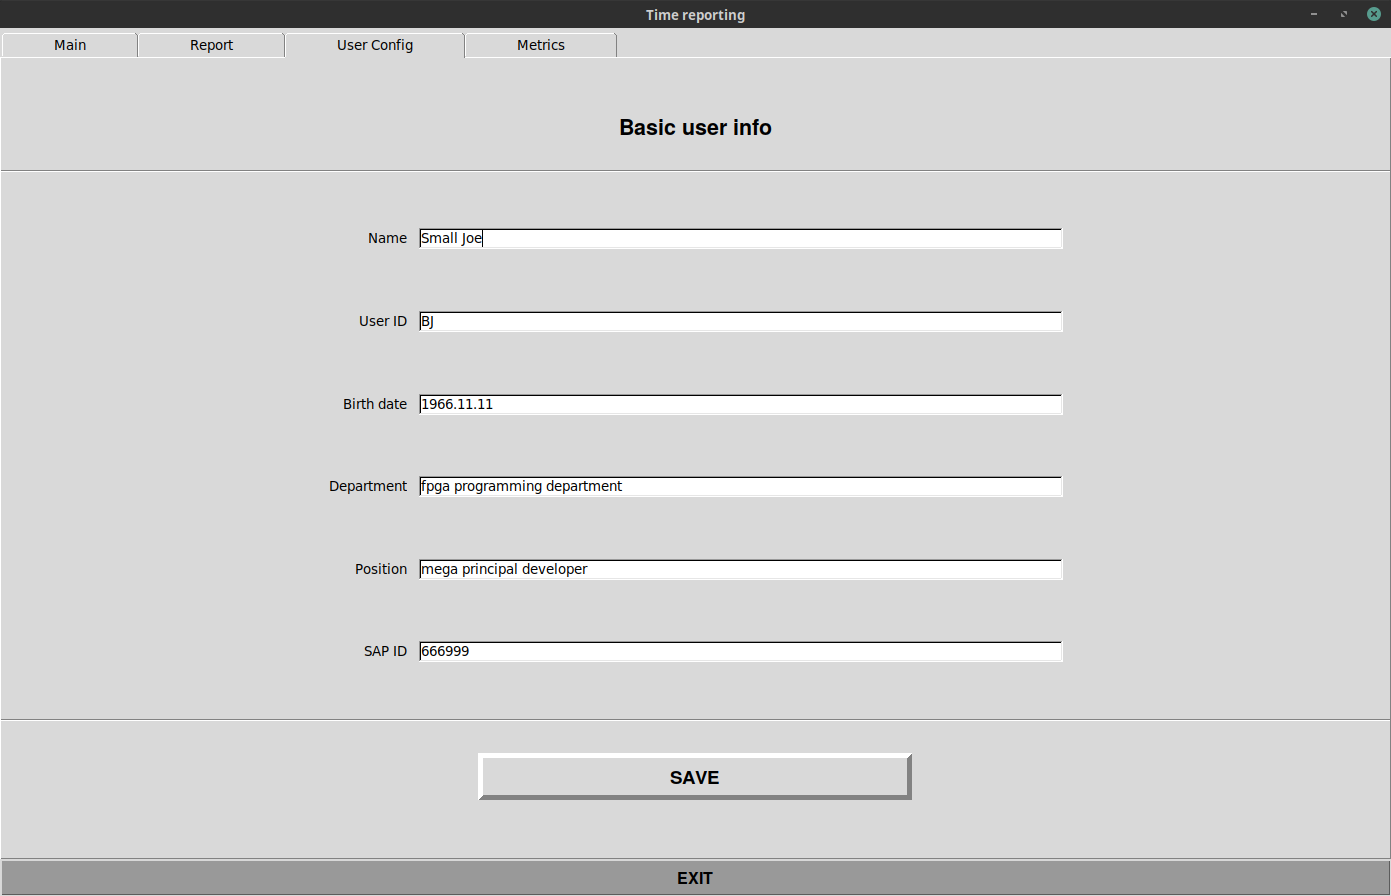 Time reporting
Main Report User Config Metrics
Basic user info
Name Small Joe
User ID BJ
Birth date 1966.11.11
Department fpga programming department
Position mega principal developer
SAP ID 666999
SAVE
EXIT